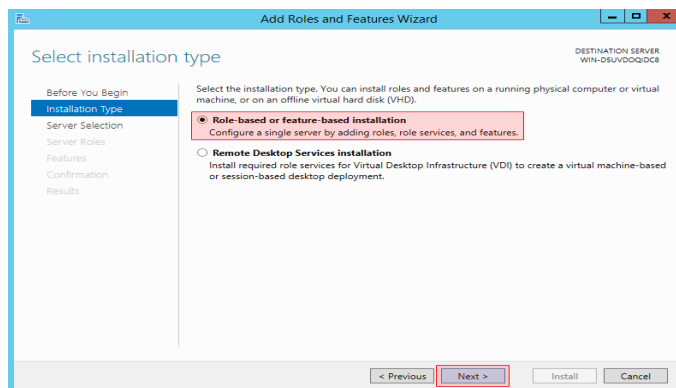 Add Roles and Features Wizard
Select installation type
DESTINATION SERVER
WIN-DSUVDOQIDC8
Before You Begin
Installation Type
Server Selection
Server Roles
Features
Confirmation
Results
Select the installation type. You can install roles and features on a running physical computer or virtual
machine, or on an offline virtual hard disk (VHD).
Role-based or feature-based installation
Configure a single server by adding roles, role services, and features.
Remote Desktop Services installation
Install required role services for Virtual Desktop Infrastructure (VDI) to create a virtual machine-based
or session-based desktop deployment.
< Previous
Next >
Install
Cancel